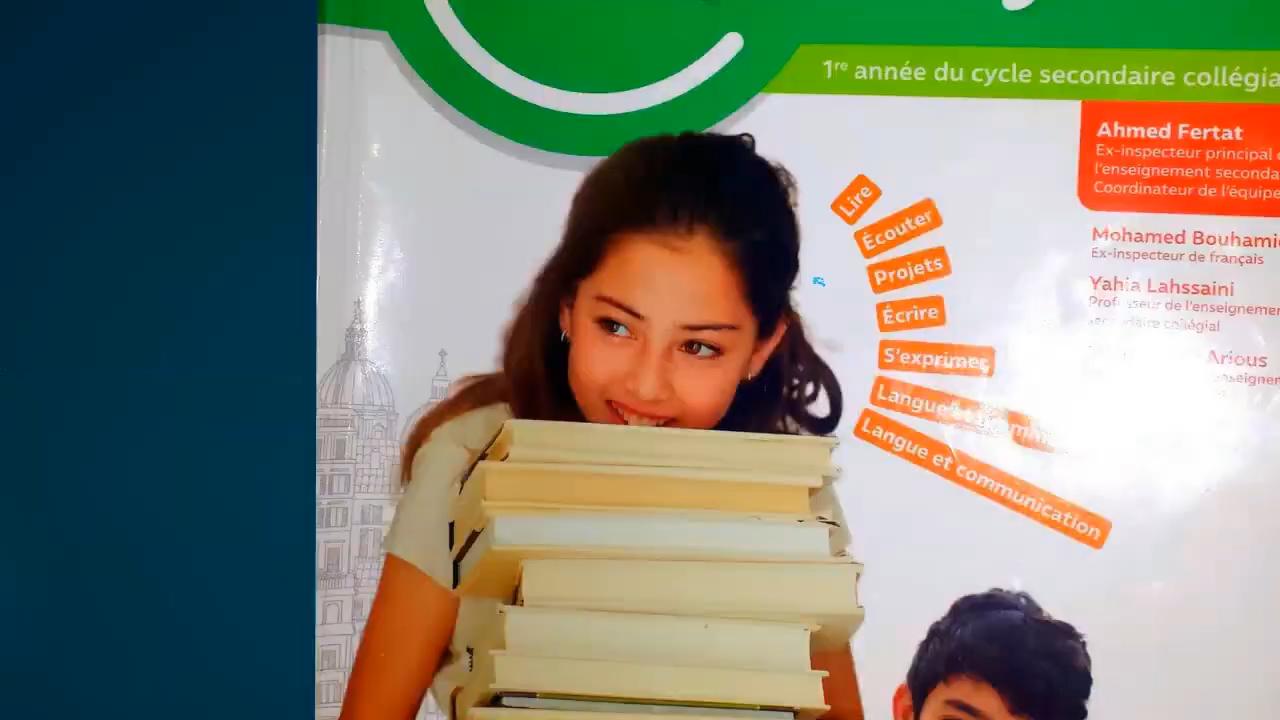 1re année du cycle secondaire collégia
Ahmed Fertat
Ex-inspecteur principal
l'enseignement seconda
Coordinateur de l'équipe
Mohamed Bouhami
Ex-inspecteur de français
Yahia Lahssaini
Professeur de l'enseignemen
secondaire collégial
Arious
Lire
Écouter
Projets
Écrire
S'exprimer
Langue et
Langue et communication